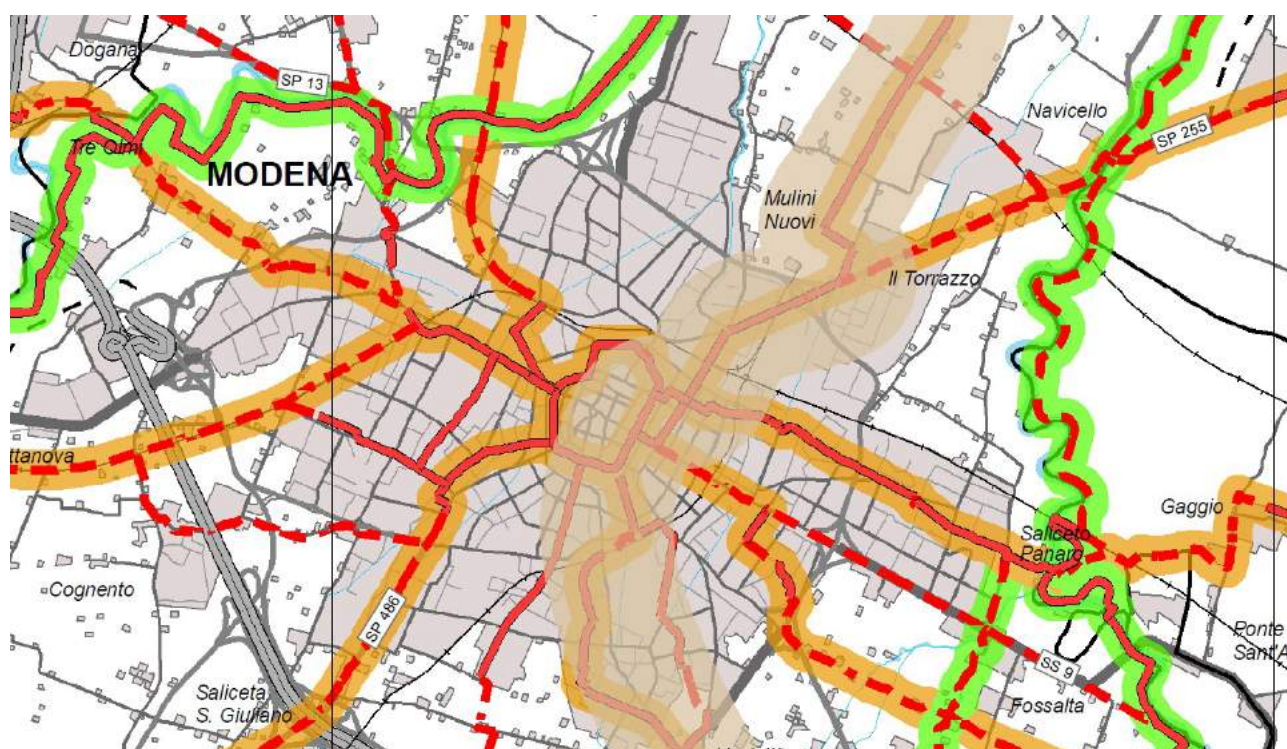 Dogana
SP 13
Navicello
SP 255
Tre Olmi
MODENA
Mulini
Nuovi
Il Torrazzo
ttanova
Gaggio
Saliceto
Panaro
Cognento
SP 486
Ponte
Sant'A
SS 9
Saliceta
S. Giuliano
Fossalta